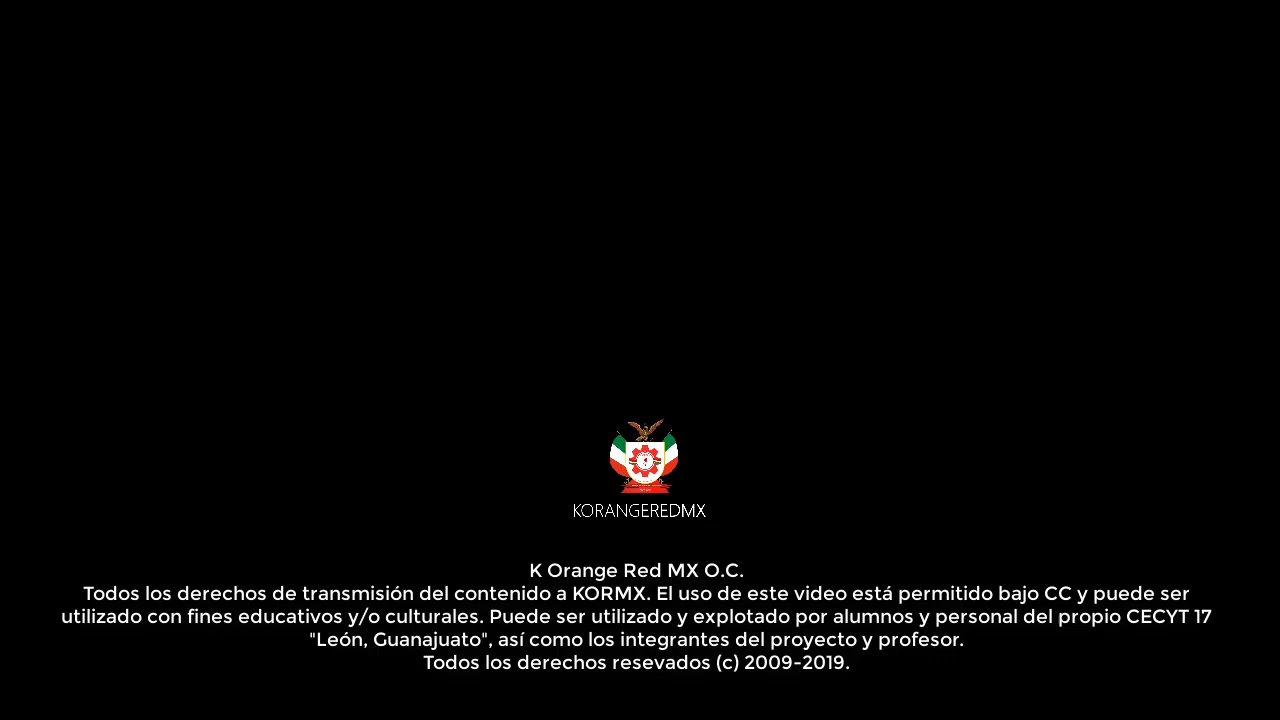 KORANGEREDMX
K Orange Red MX O.C.
Todos los derechos de transmisión del contenido a KORMX. El uso de este video está permitido bajo CC y puede ser
utilizado con fines educativos y/o culturales. Puede ser utilizado y explotado por alumnos y personal del propio CECYT 17
"León, Guanajuato", así como los integrantes del proyecto y profesor.
Todos los derechos resevados (c) 2009-2019.